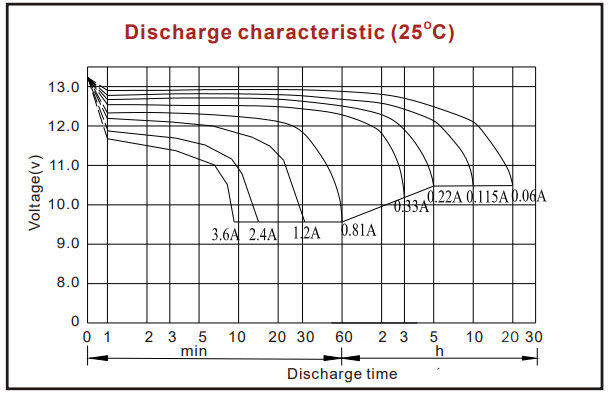 Discharge characteristic (25°C)
Voltage(v)
13.0
12.0
11.0
10.0
9.0
8.0
0
3.6A 2.4A 1.2A 0.81A 0.33A 0.22A 0.115A 0.06A
0 1 2 3 5 10 20 30 60 2 3 5 10 20 30
min h
Discharge time